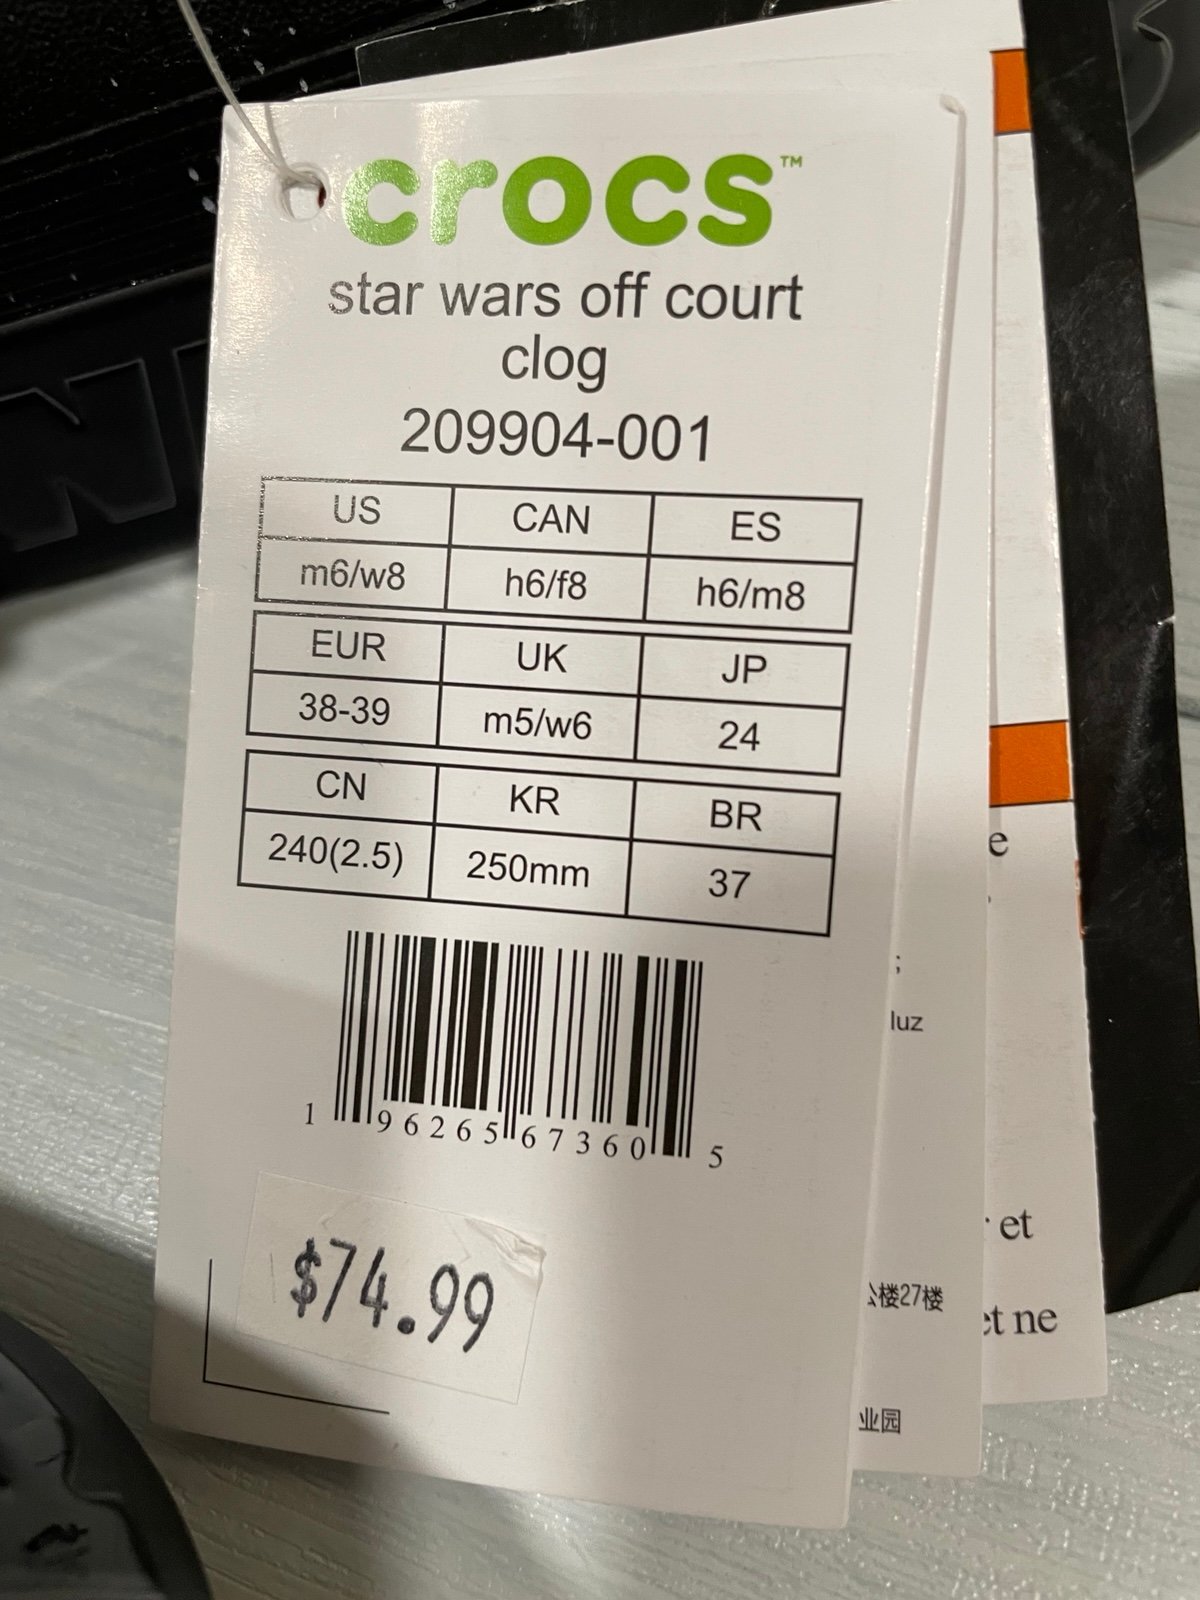 crocs™
star wars off court
clog
209904-001
US CAN ES
m6/w8 h6/f8 h6/m8
EUR UK JP
38-39 m5/w6 24
CN KR BR
240(2.5) 250mm 37
1 96265 67360 5
$74.99
e
;
luz
et
公楼27楼
et ne
业园